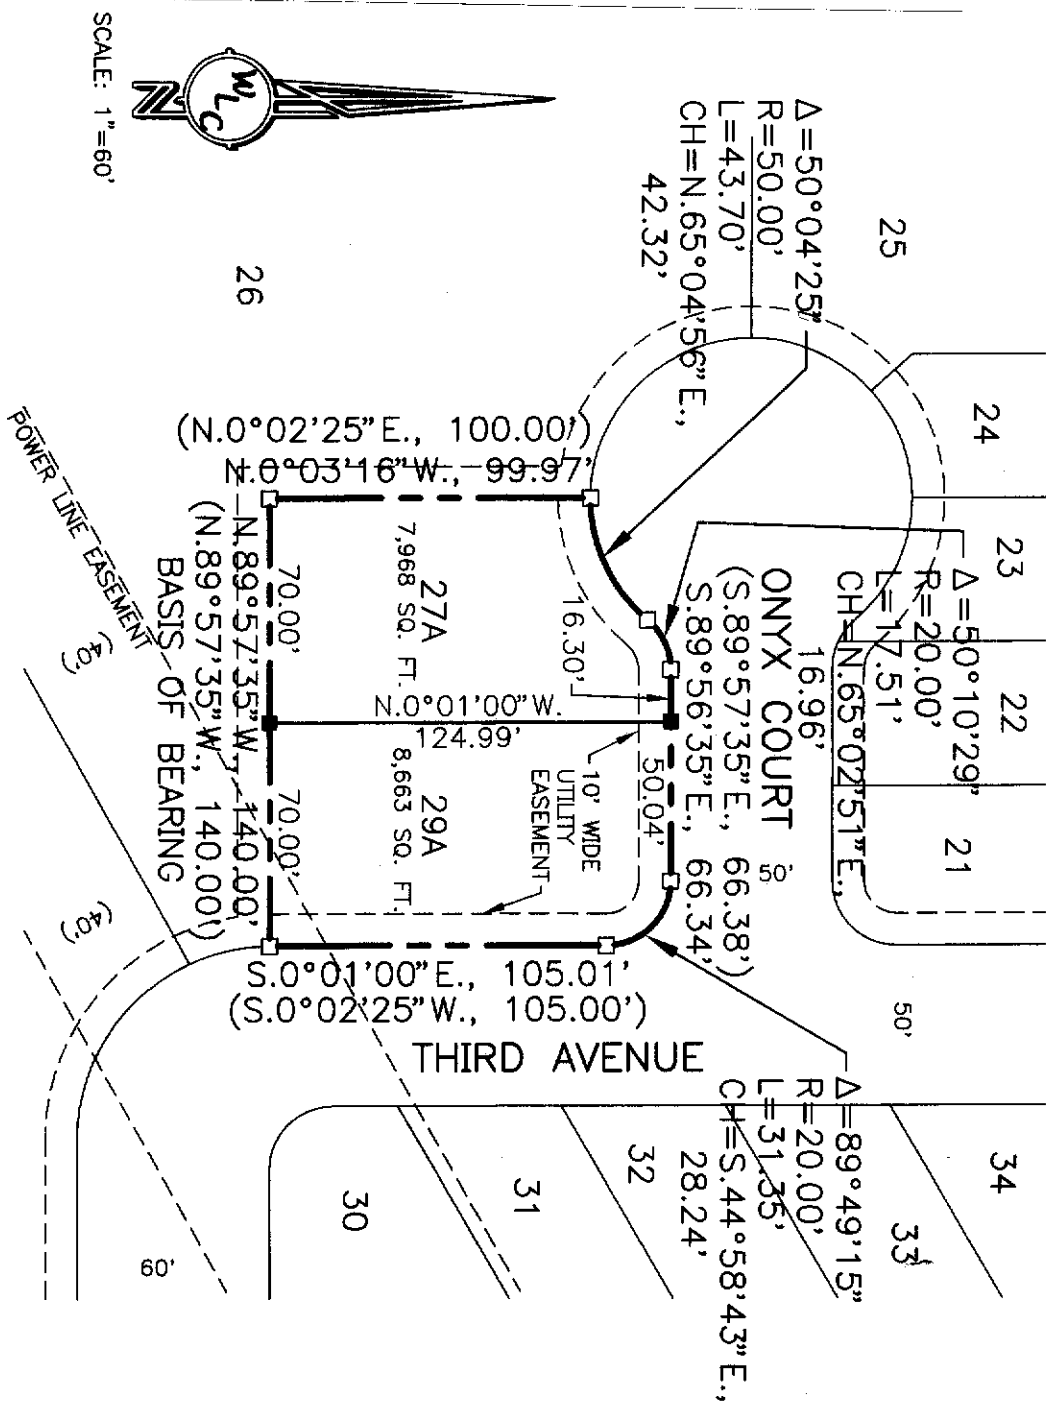 SCALE: 1"=60'
WLC
N
Δ=50°04'25"
R=50.00'
L=43.70'
CH=N.65°04'56"E.,
42.32'
25
26
24
23
22
21
Δ=50°10'29"
R=20.00'
L=17.51'
CH=N.65°02'51"E.,
16.96'
ONYX COURT
50'
(S.89°57'35"E., 66.38')
S.89°56'35"E., 66.34'
(N.0°02'25"E., 100.00')
N.0°03'16"W., 99.97'
16.30'
50.04'
27A
7,968 SQ. FT.
N.0°01'00"W.
124.99'
29A
8,663 SQ. FT.
10' WIDE
UTILITY
EASEMENT
70.00'
70.00'
N.89°57'35"W., 140.00'
(N.89°57'35"W., 140.00')
BASIS OF BEARING
POWER LINE EASEMENT
(40')
(40')
S.0°01'00"E., 105.01'
(S.0°02'25"W., 105.00')
THIRD AVENUE
50'
60'
Δ=89°49'15"
R=20.00'
L=31.35'
CH=S.44°58'43"E.,
28.24'
30
31
32
33
34